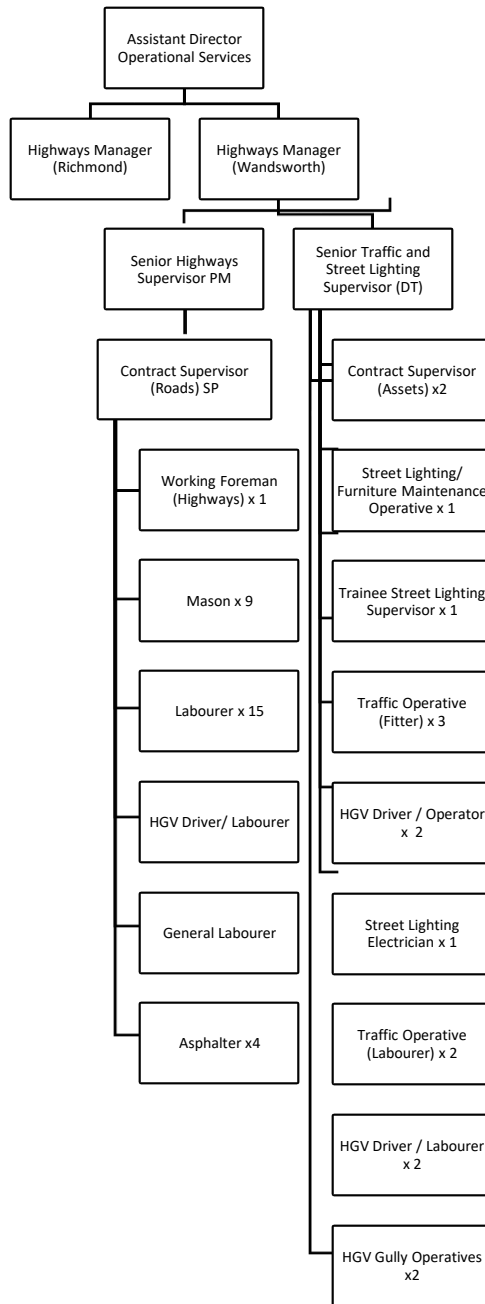 Assistant Director
Operational Services
Highways Manager
(Richmond)
Highways Manager
(Wandsworth)
Senior Highways
Supervisor PM
Senior Traffic and
Street Lighting
Supervisor (DT)
Contract Supervisor
(Roads) SP
Working Foreman
(Highways) x 1
Mason x 9
Labourer x 15
HGV Driver/ Labourer
General Labourer
Asphalter x4
Contract Supervisor
(Assets) x2
Street Lighting/
Furniture Maintenance
Operative x 1
Trainee Street Lighting
Supervisor x 1
Traffic Operative
(Fitter) x 3
HGV Driver / Operator
x  2
Street Lighting
Electrician x 1
Traffic Operative
(Labourer) x 2
HGV Driver / Labourer
x 2
HGV Gully Operatives
x2